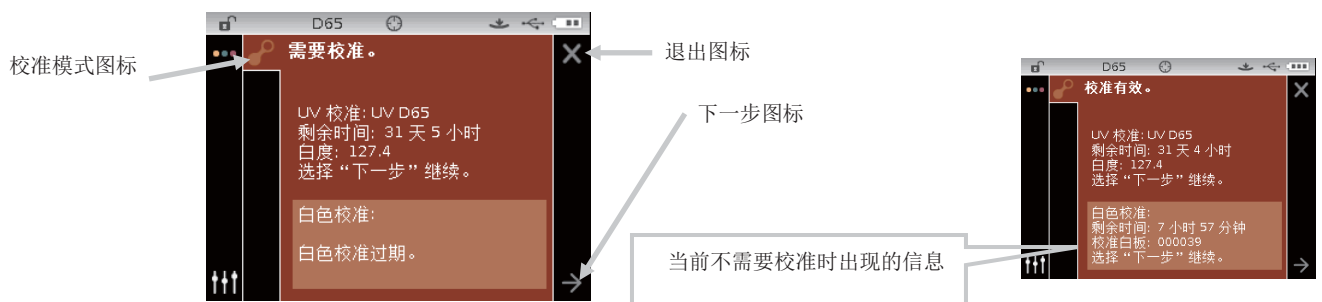 校准模式图标
D65
需要校准。
UV 校准: UV D65
剩余时间: 31 天 5 小时
白度: 127.4
选择“下一步”继续。
白色校准:
白色校准过期。
退出图标
下一步图标
当前不需要校准时出现的信息
D65
校准有效。
UV 校准: UV D65
剩余时间: 31 天 4 小时
白度: 127.4
选择“下一步”继续。
白色校准:
剩余时间: 7 小时 57 分钟
校准白板: 000039
选择“下一步”继续。